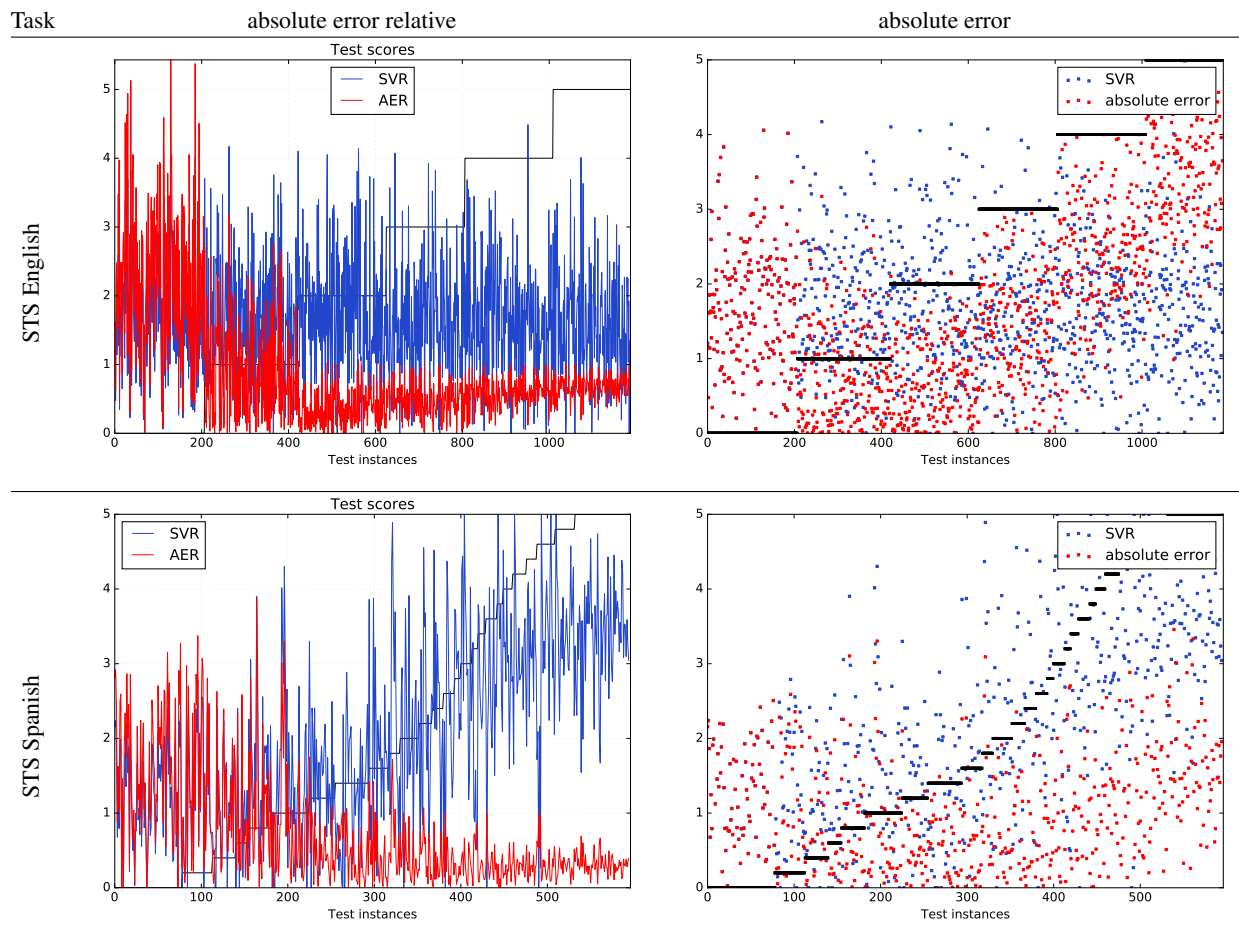 Task absolute error relative absolute error
STS English
Test scores
SVR
AER
5
4
3
2
1
0
0 200 400 600 800 1000
Test instances
SVR
absolute error
5
4
3
2
1
0
0 200 400 600 800 1000
Test instances
STS Spanish
Test scores
SVR
AER
5
4
3
2
1
0
0 100 200 300 400 500
Test instances
SVR
absolute error
5
4
3
2
1
0
0 100 200 300 400 500
Test instances